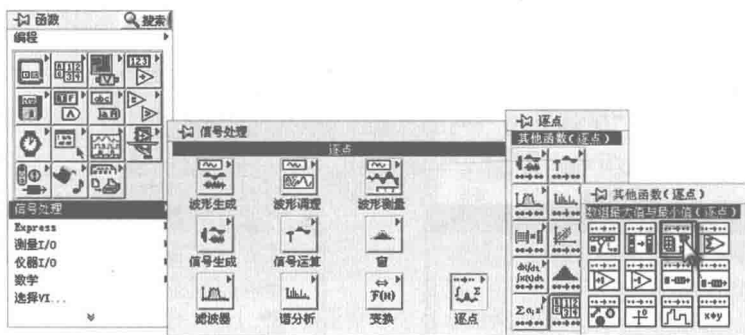 函数 搜索
编程
信号处理
Express
测量I/O
仪器I/O
数学
选择VI...
信号处理
逐点
波形生成 波形调理 波形测量
信号生成 信号运算 窗
滤波器 谱分析 变换 逐点
逐点
其他函数(逐点)
其他函数(逐点)
数组最大值与最小值(逐点)